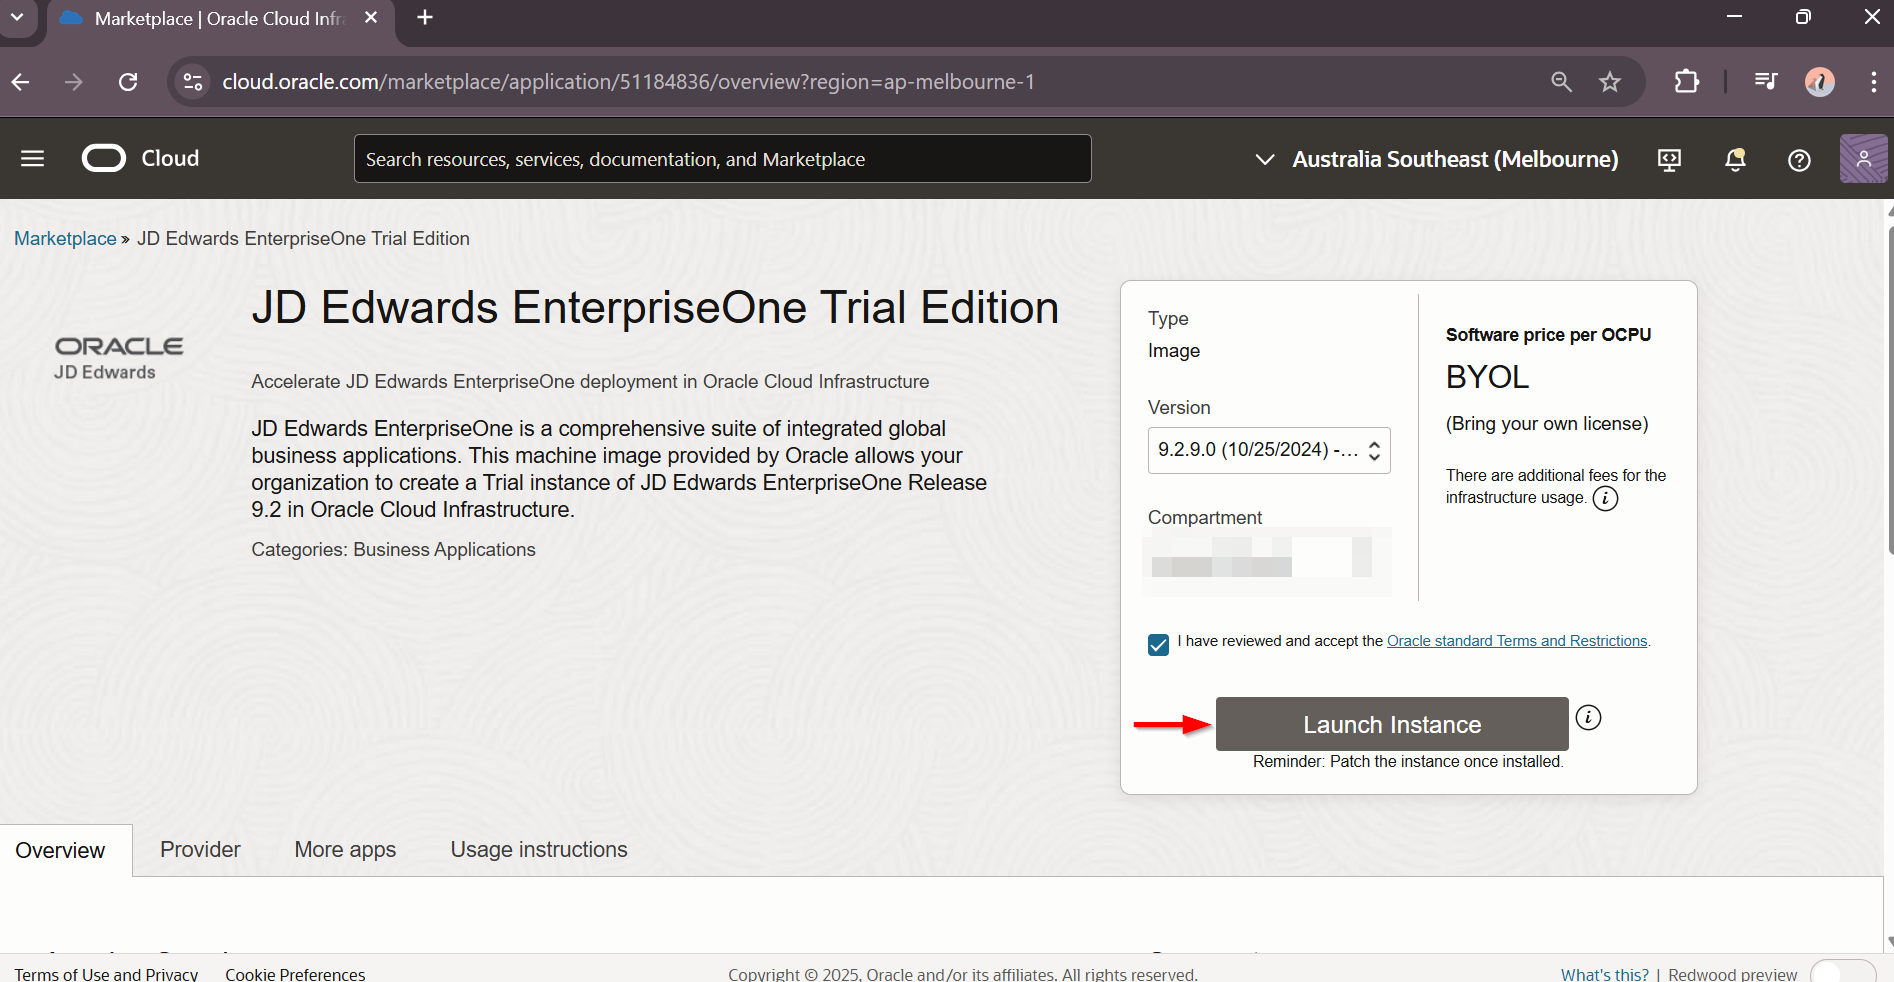 Marketplace | Oracle Cloud Infr
cloud.oracle.com/marketplace/application/51184836/overview?region=ap-melbourne-1
Cloud
Search resources, services, documentation, and Marketplace
Australia Southeast (Melbourne)
Marketplace » JD Edwards EnterpriseOne Trial Edition
ORACLE
JD Edwards
JD Edwards EnterpriseOne Trial Edition
Accelerate JD Edwards EnterpriseOne deployment in Oracle Cloud Infrastructure
JD Edwards EnterpriseOne is a comprehensive suite of integrated global
business applications. This machine image provided by Oracle allows your
organization to create a Trial instance of JD Edwards EnterpriseOne Release
9.2 in Oracle Cloud Infrastructure.
Categories: Business Applications
Type
Image
Version
9.2.9.0 (10/25/2024) -...
Compartment
Software price per OCPU
BYOL
(Bring your own license)
There are additional fees for the
infrastructure usage.
I have reviewed and accept the Oracle standard Terms and Restrictions.
Launch Instance
Reminder: Patch the instance once installed.
Overview
Provider
More apps
Usage instructions
Terms of Use and Privacy
Cookie Preferences
Copyright © 2025, Oracle and/or its affiliates. All rights reserved.
What's this? | Redwood preview